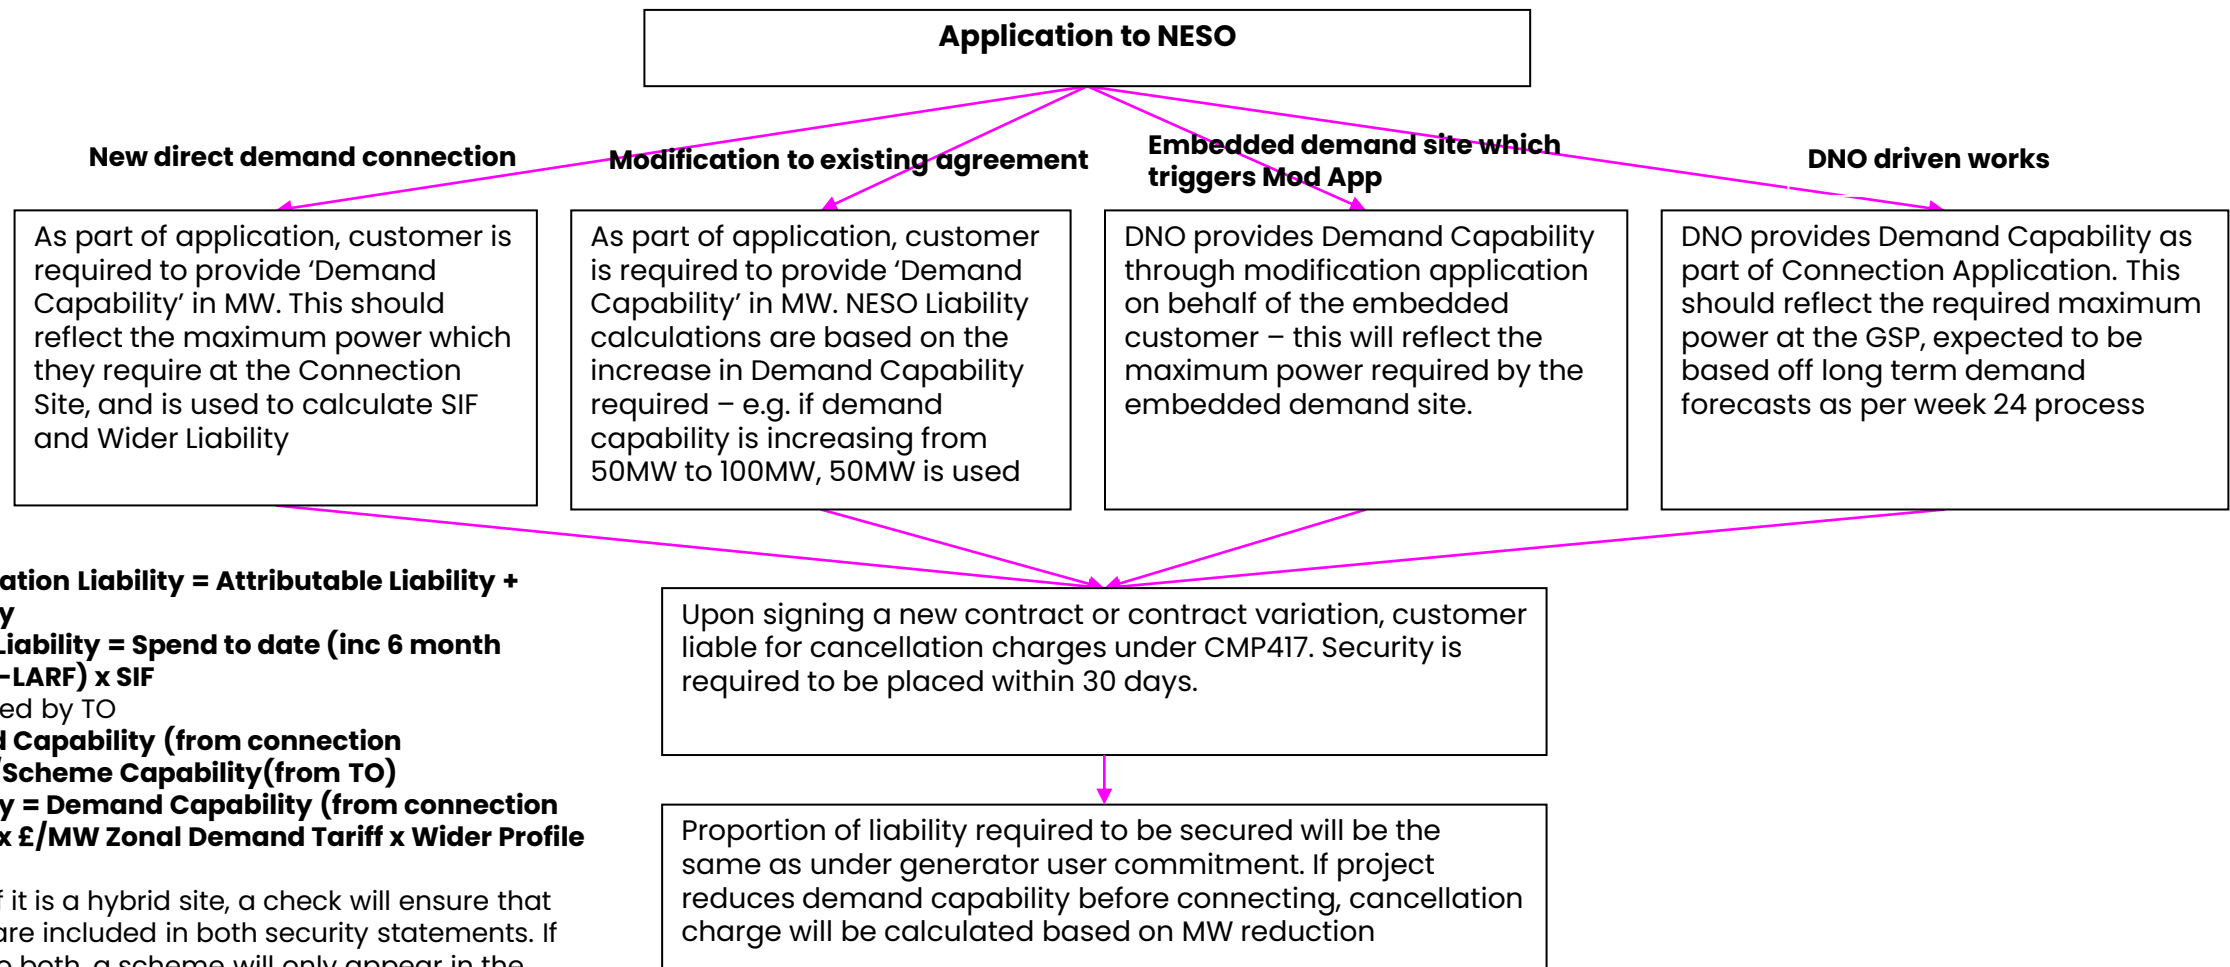 Application to NESO
New direct demand connection
Modification to existing agreement
Embedded demand site which
triggers Mod App
DNO driven works
As part of application, customer is
required to provide ‘Demand
Capability’ in MW. This should
reflect the maximum power which
they require at the Connection
Site, and is used to calculate SIF
and Wider Liability
As part of application, customer
is required to provide ‘Demand
Capability’ in MW. NESO Liability
calculations are based on the
increase in Demand Capability
required – e.g. if demand
capability is increasing from
50MW to 100MW, 50MW is used
DNO provides Demand Capability
through modification application
on behalf of the embedded
customer – this will reflect the
maximum power required by the
embedded demand site.
DNO provides Demand Capability as
part of Connection Application. This
should reflect the required maximum
power at the GSP, expected to be
based off long term demand
forecasts as per week 24 process
ation Liability = Attributable Liability +
y
Liability = Spend to date (inc 6 month
-LARF) x SIF
ed by TO
d Capability (from connection
/Scheme Capability(from TO)
y = Demand Capability (from connection
x £/MW Zonal Demand Tariff x Wider Profile
f it is a hybrid site, a check will ensure that
are included in both security statements. If
o both, a scheme will only appear in the
Upon signing a new contract or contract variation, customer
liable for cancellation charges under CMP417. Security is
required to be placed within 30 days.
Proportion of liability required to be secured will be the
same as under generator user commitment. If project
reduces demand capability before connecting, cancellation
charge will be calculated based on MW reduction